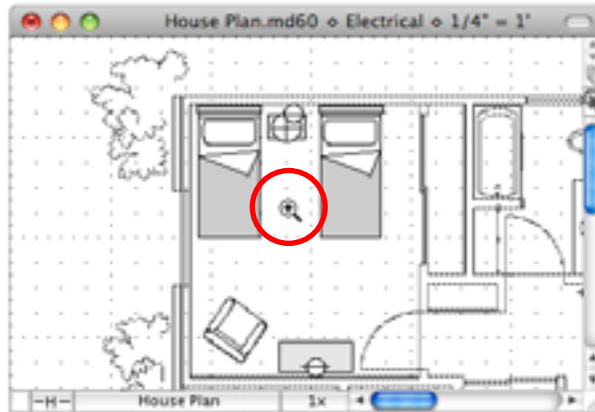 House Plan.md60 ⋄ Electrical ⋄ 1/4" = 1'
H House Plan 1x